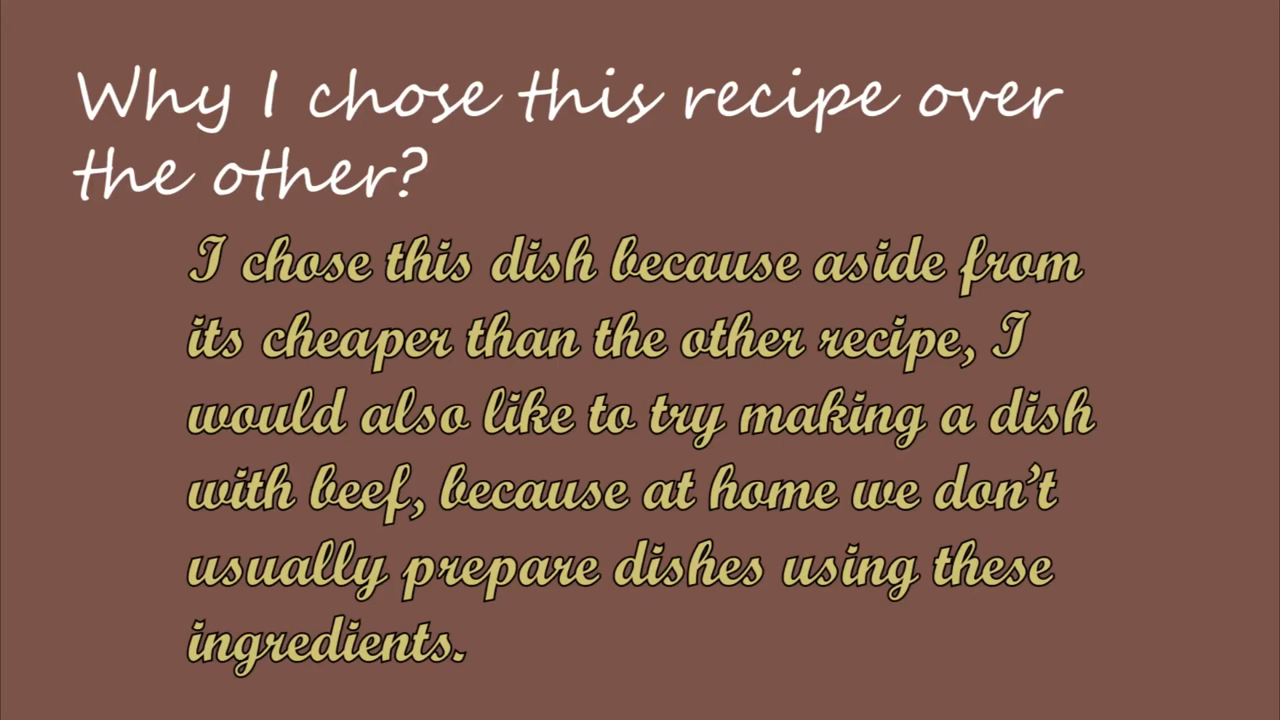 Why I chose this recipe over
the other?
I chose this dish because aside from
its cheaper than the other recipe, I
would also like to try making a dish
with beef, because at home we don't
usually prepare dishes using these
ingredients.